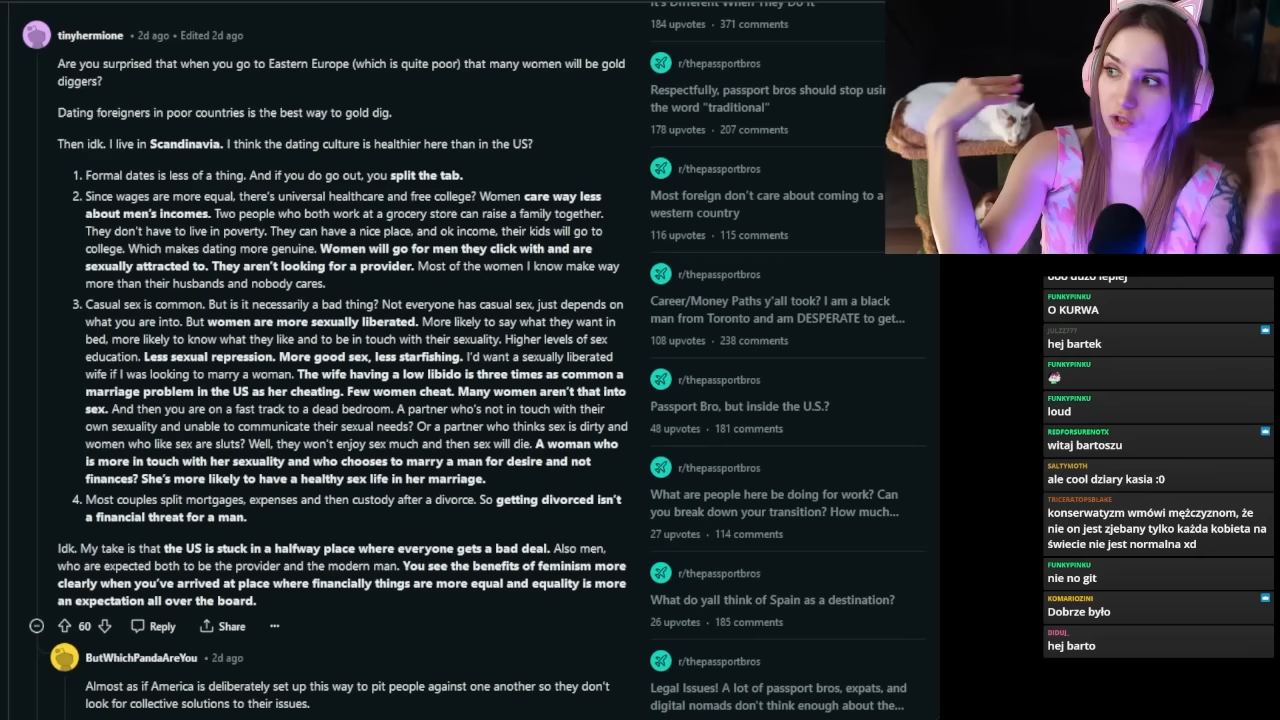 tinyhermione • 2d ago • Edited 2d ago
Are you surprised that when you go to Eastern Europe (which is quite poor) that many women will be gold
diggers?
Dating foreigners in poor countries is the best way to gold dig.
Then idk. I live in Scandinavia. I think the dating culture is healthier here than in the US?
1. Formal dates is less of a thing. And if you do go out, you split the tab.
2. Since wages are more equal, there's universal healthcare and free college? Women care way less
about men's incomes. Two people who both work at a grocery store can raise a family together.
They don't have to live in poverty. They can have a nice place, and ok income, their kids will go to
college. Which makes dating more genuine. Women will go for men they click with and are
sexually attracted to. They aren't looking for a provider. Most of the women I know make way
more than their husbands and nobody cares.
3. Casual sex is common. But is it necessarily a bad thing? Not everyone has casual sex, just depends on
what you are into. But women are more sexually liberated. More likely to say what they want in
bed, more likely to know what they like and to be in touch with their sexuality. Higher levels of sex
education. Less sexual repression. More good sex, less starfishing. I'd want a sexually liberated
wife if I was looking to marry a woman. The wife having a low libido is three times as common a
marriage problem in the US as her cheating. Few women cheat. Many women aren't that into
sex. And then you are on a fast track to a dead bedroom. A partner who's not in touch with their
own sexuality and unable to communicate their sexual needs? Or a partner who thinks sex is dirty and
women who like sex are sluts? Well, they won't enjoy sex much and then sex will die. A woman who
is more in touch with her sexuality and who chooses to marry a man for desire and not
finances? She's more likely to have a healthy sex life in her marriage.
4. Most couples split mortgages, expenses and then custody after a divorce. So getting divorced isn't
a financial threat for a man.
Idk. My take is that the US is stuck in a halfway place where everyone gets a bad deal. Also men,
who are expected both to be the provider and the modern man. You see the benefits of feminism more
clearly when you've arrived at place where financially things are more equal and equality is more
an expectation all over the board.
60 Reply Share •••
ButWhichPandaAreYou • 2d ago
Almost as if America is deliberately set up this way to pit people against one another so they don't
look for collective solutions to their issues.
It's Different When They Do It
184 upvotes • 371 comments
r/thepassportbros
Respectfully, passport bros should stop usin
the word "traditional"
178 upvotes • 207 comments
r/thepassportbros
Most foreign don't care about coming to a
western country
116 upvotes • 115 comments
r/thepassportbros
Career/Money Paths y'all took? I am a black
man from Toronto and am DESPERATE to get...
108 upvotes • 238 comments
r/thepassportbros
Passport Bro, but inside the U.S.?
48 upvotes • 181 comments
r/thepassportbros
What are people here be doing for work? Can
you break down your transition? How much...
27 upvotes • 114 comments
r/thepassportbros
What do yall think of Spain as a destination?
26 upvotes • 185 comments
r/thepassportbros
Legal Issues! A lot of passport bros, expats, and
digital nomads don't think enough about the...
duzo lepiej
FUNKYPINKU
O KURWA
JULZZ777
hej bartek
FUNKYPINKU
FUNKYPINKU
loud
REDFORSURENOTX
witaj bartoszu
SALTYMOTH
ale cool dziary kasia :0
TRICERATOPSBLAKE
konserwatyzm wmówi mężczyznom, że
nie on jest zjebany tylko każda kobieta na
świecie nie jest normalna xd
FUNKYPINKU
nie no git
KOMARIOZINI
Dobrze było
DIDUJ_
hej barto